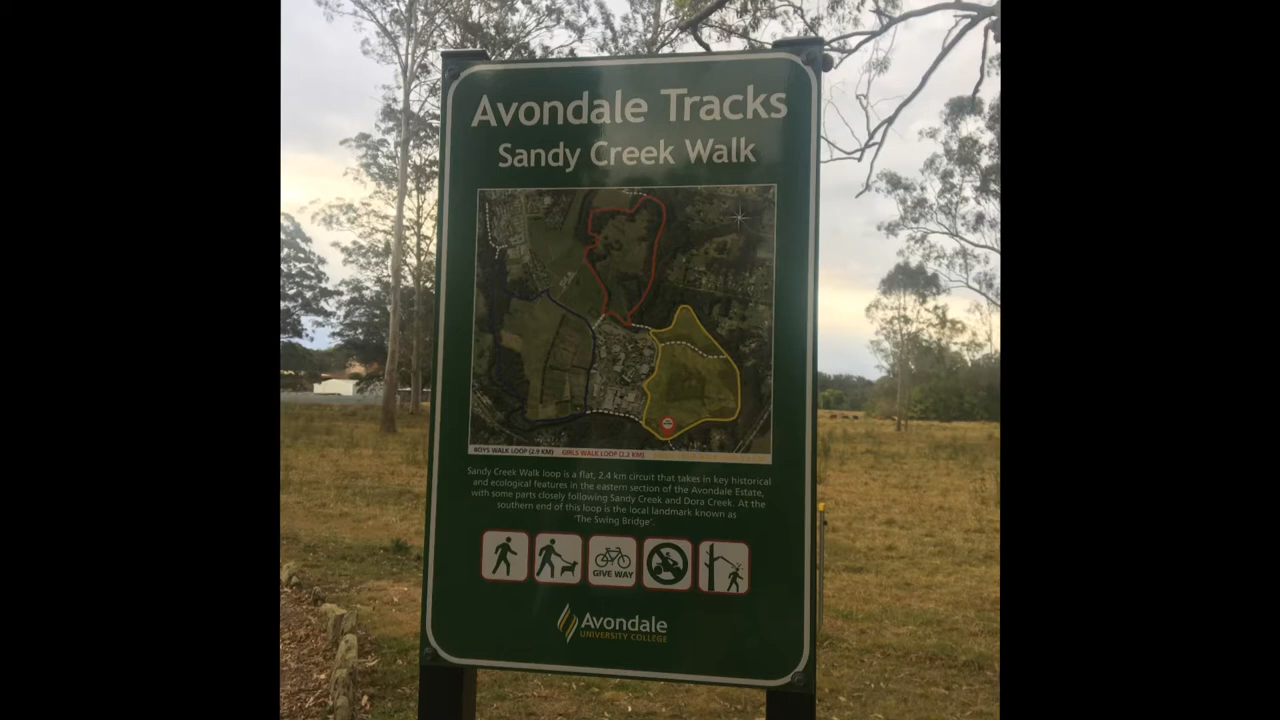 Avondale Tracks
Sandy Creek Walk
BOYS WALK LOOP (2.9 KM) GIRLS WALK LOOP (2.2 KM)
Sandy Creek Walk loop is a flat, 2.4 km circuit that takes in key historical
and ecological features in the eastern section of the Avondale Estate,
with some parts closely following Sandy Creek and Dora Creek. At the
southern end of this loop is the local landmark known as
'The Swing Bridge'.
GIVE WAY
Avondale
UNIVERSITY COLLEGE